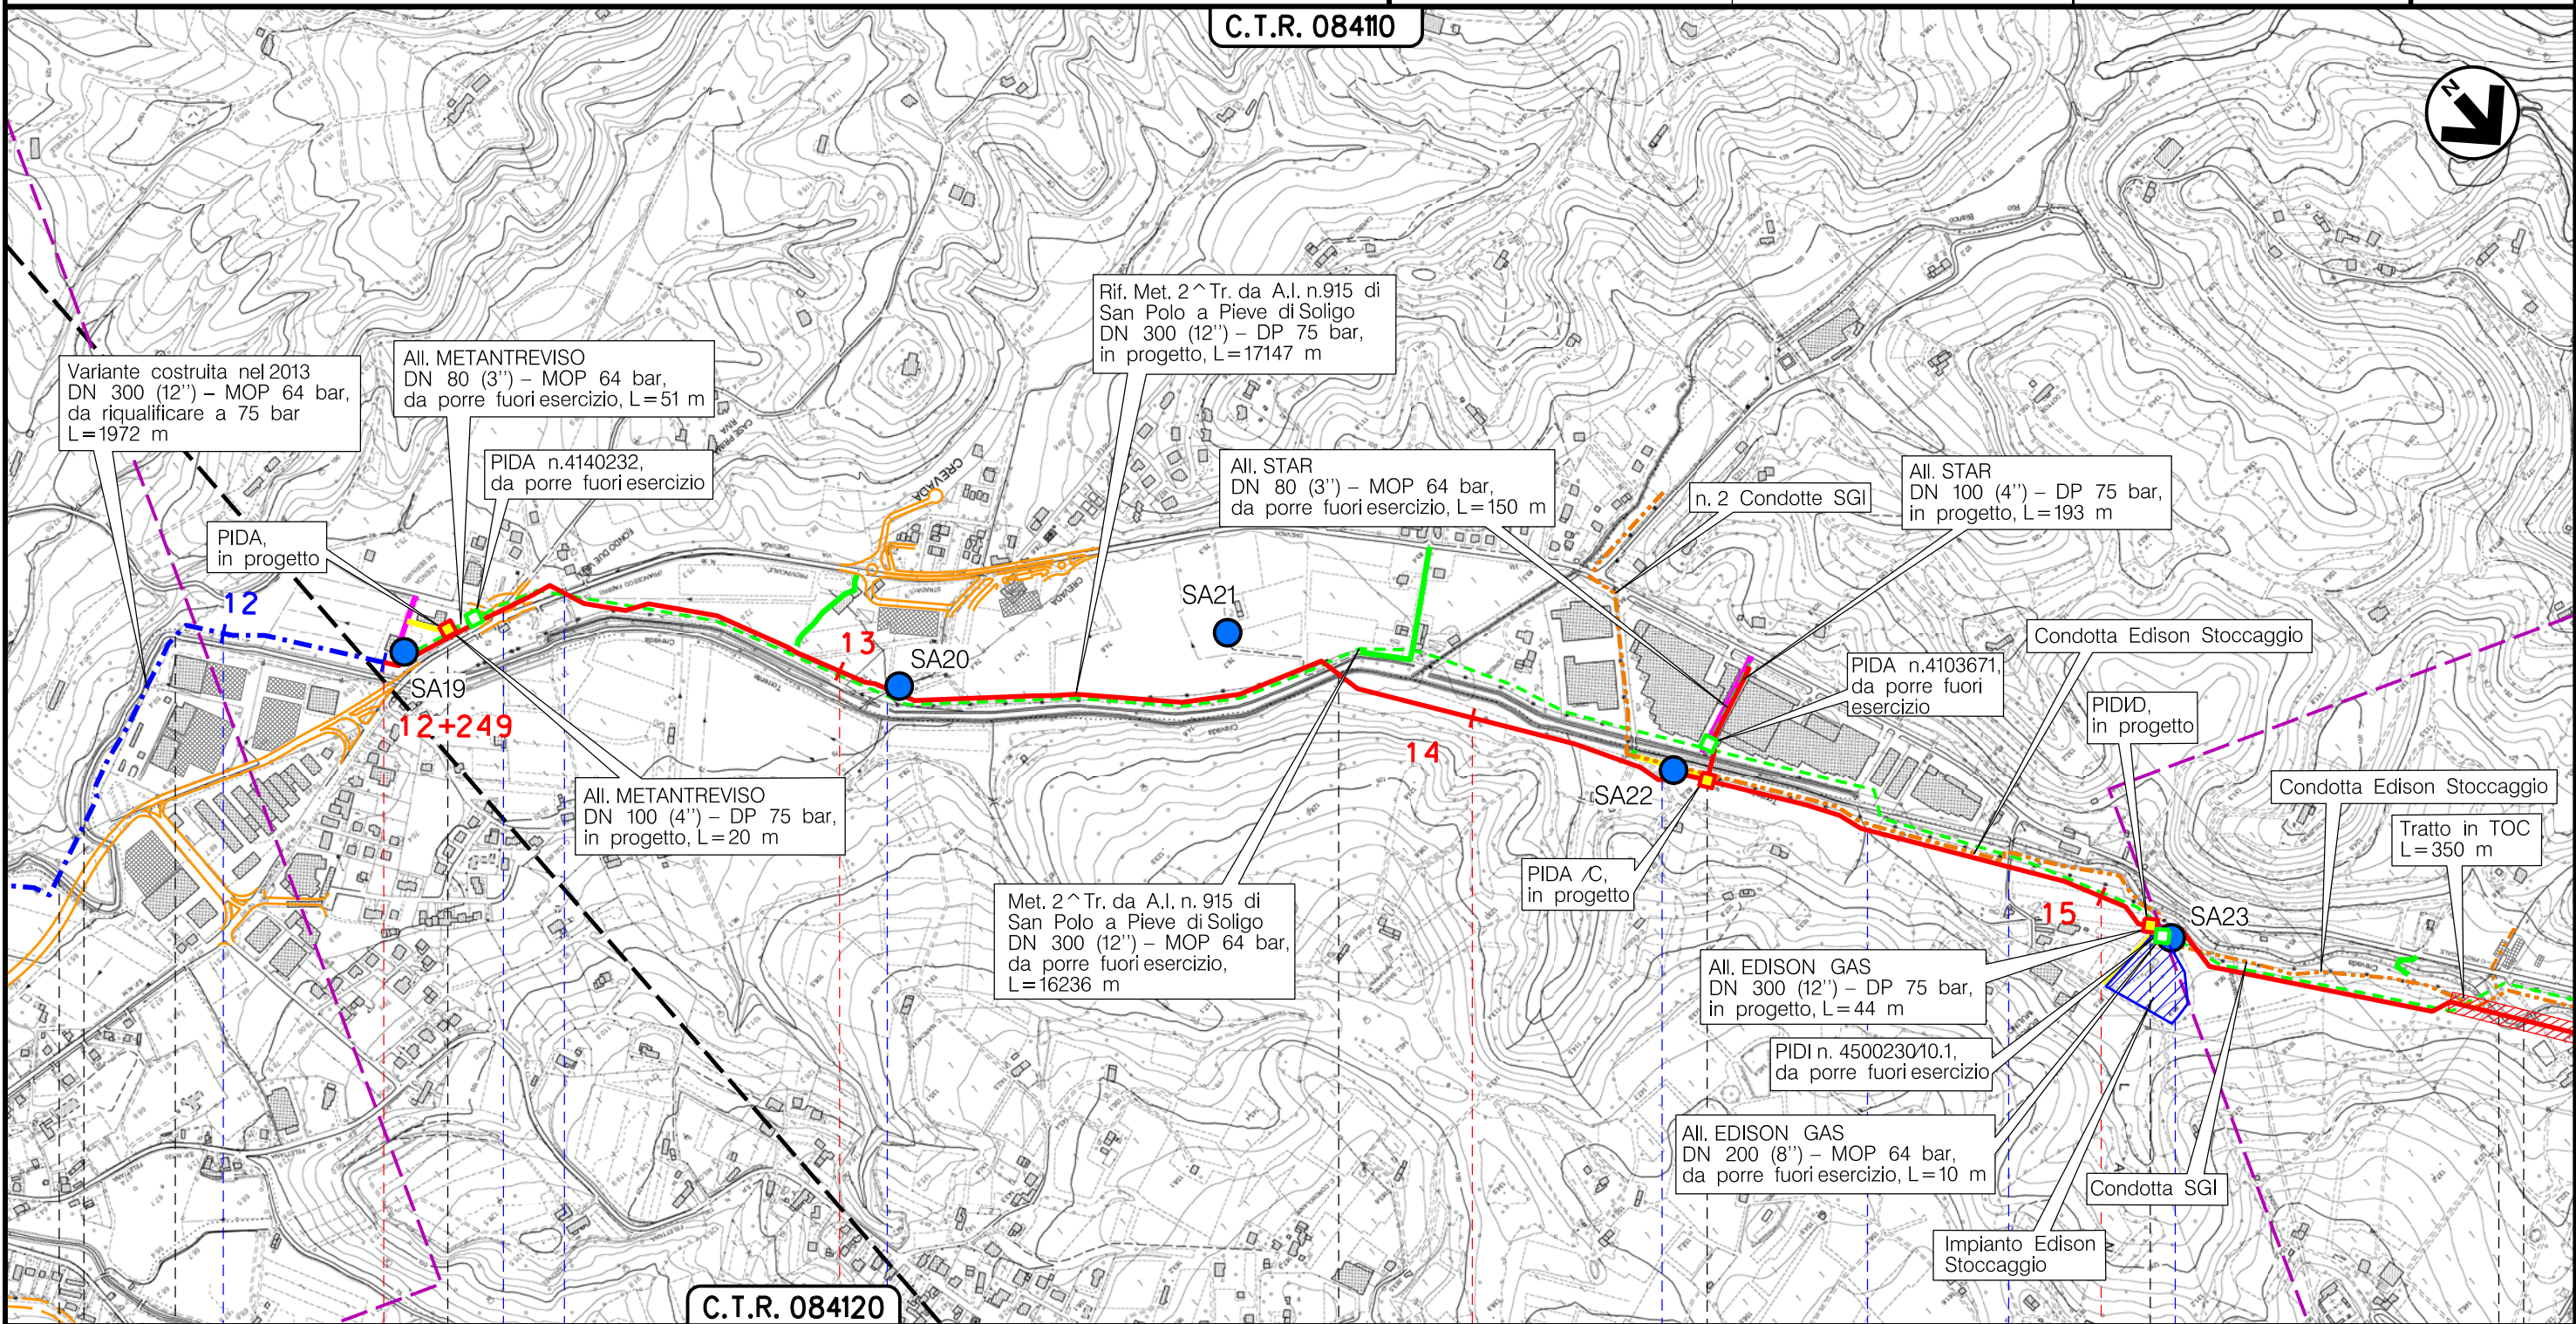 C.T.R. 084110
N
Rio
Bianco
Rif. Met. 2^Tr. da A.I. n.915 di
San Polo a Pieve di Soligo
DN 300 (12'') – DP 75 bar,
in progetto, L=17147 m
Variante costruita nel 2013
DN 300 (12'') – MOP 64 bar,
da riqualificare a 75 bar
L=1972 m
All. METANTREVISO
DN 80 (3'') – MOP 64 bar,
da porre fuori esercizio, L=51 m
PIDA n.4140232,
da porre fuori esercizio
PIDA,
in progetto
CREVADA
All. STAR
DN 80 (3'') – MOP 64 bar,
da porre fuori esercizio, L=150 m
n. 2 Condotte SGI
All. STAR
DN 100 (4'') – DP 75 bar,
in progetto, L=193 m
12
SA19
12+249
13
SA20
SA21
CREVADA
Torrente
Crevada
All. METANTREVISO
DN 100 (4'') – DP 75 bar,
in progetto, L=20 m
14
SA22
Condotta Edison Stoccaggio
PIDA n.4103671,
da porre fuori
esercizio
PIDI/D,
in progetto
Condotta Edison Stoccaggio
Tratto in TOC
L=350 m
PIDA /C,
in progetto
Met. 2^Tr. da A.I. n. 915 di
San Polo a Pieve di Soligo
DN 300 (12'') – MOP 64 bar,
da porre fuori esercizio,
L=16236 m
15
SA23
All. EDISON GAS
DN 300 (12'') – DP 75 bar,
in progetto, L=44 m
PIDI n. 4500230/10.1,
da porre fuori esercizio
All. EDISON GAS
DN 200 (8'') – MOP 64 bar,
da porre fuori esercizio, L=10 m
Condotta SGI
Impianto Edison
Stoccaggio
C.T.R. 084120